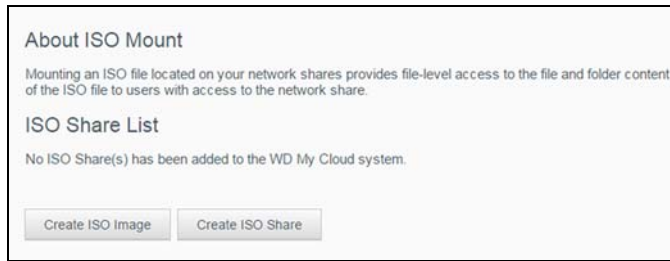 About ISO Mount
Mounting an ISO file located on your network shares provides file-level access to the file and folder content
of the ISO file to users with access to the network share.
ISO Share List
No ISO Share(s) has been added to the WD My Cloud system.
Create ISO Image
Create ISO Share